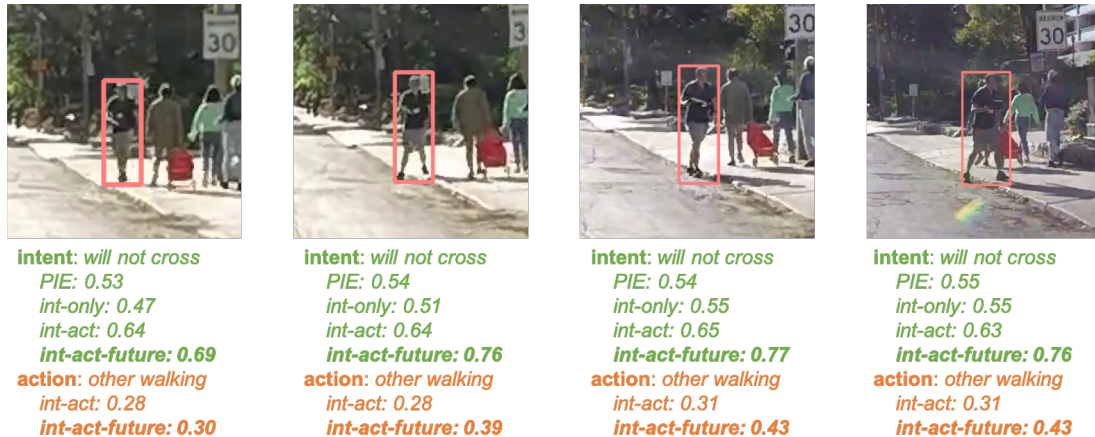 MAXIMUM
30
3
MAXIMUM
30
MAXIMUM
30
intent: will not cross
PIE: 0.53
int-only: 0.47
int-act: 0.64
int-act-future: 0.69
action: other walking
int-act: 0.28
int-act-future: 0.30
intent: will not cross
PIE: 0.54
int-only: 0.51
int-act: 0.64
int-act-future: 0.76
action: other walking
int-act: 0.28
int-act-future: 0.39
intent: will not cross
PIE: 0.54
int-only: 0.55
int-act: 0.65
int-act-future: 0.77
action: other walking
int-act: 0.31
int-act-future: 0.43
intent: will not cross
PIE: 0.55
int-only: 0.55
int-act: 0.63
int-act-future: 0.76
action: other walking
int-act: 0.31
int-act-future: 0.43